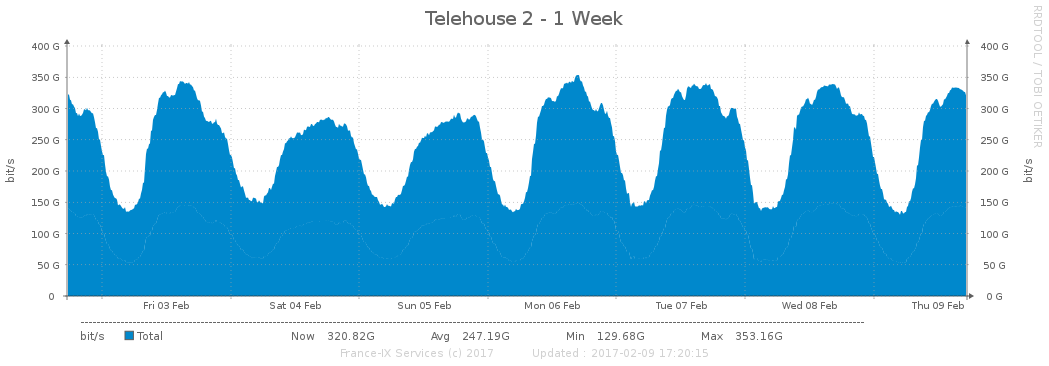 Telehouse 2 - 1 Week
RRDTOOL / TOBI OETIKER
400 G 400 G
350 G 350 G
300 G 300 G
250 G 250 G
200 G 200 G
150 G 150 G
100 G 100 G
50 G 50 G
0 0 G
bit/s
bit/s
Fri 03 Feb Sat 04 Feb Sun 05 Feb Mon 06 Feb Tue 07 Feb Wed 08 Feb Thu 09 Feb
bit/s Total Now 320.82G Avg 247.19G Min 129.68G Max 353.16G
France-IX Services (c) 2017 Updated : 2017-02-09 17:20:15